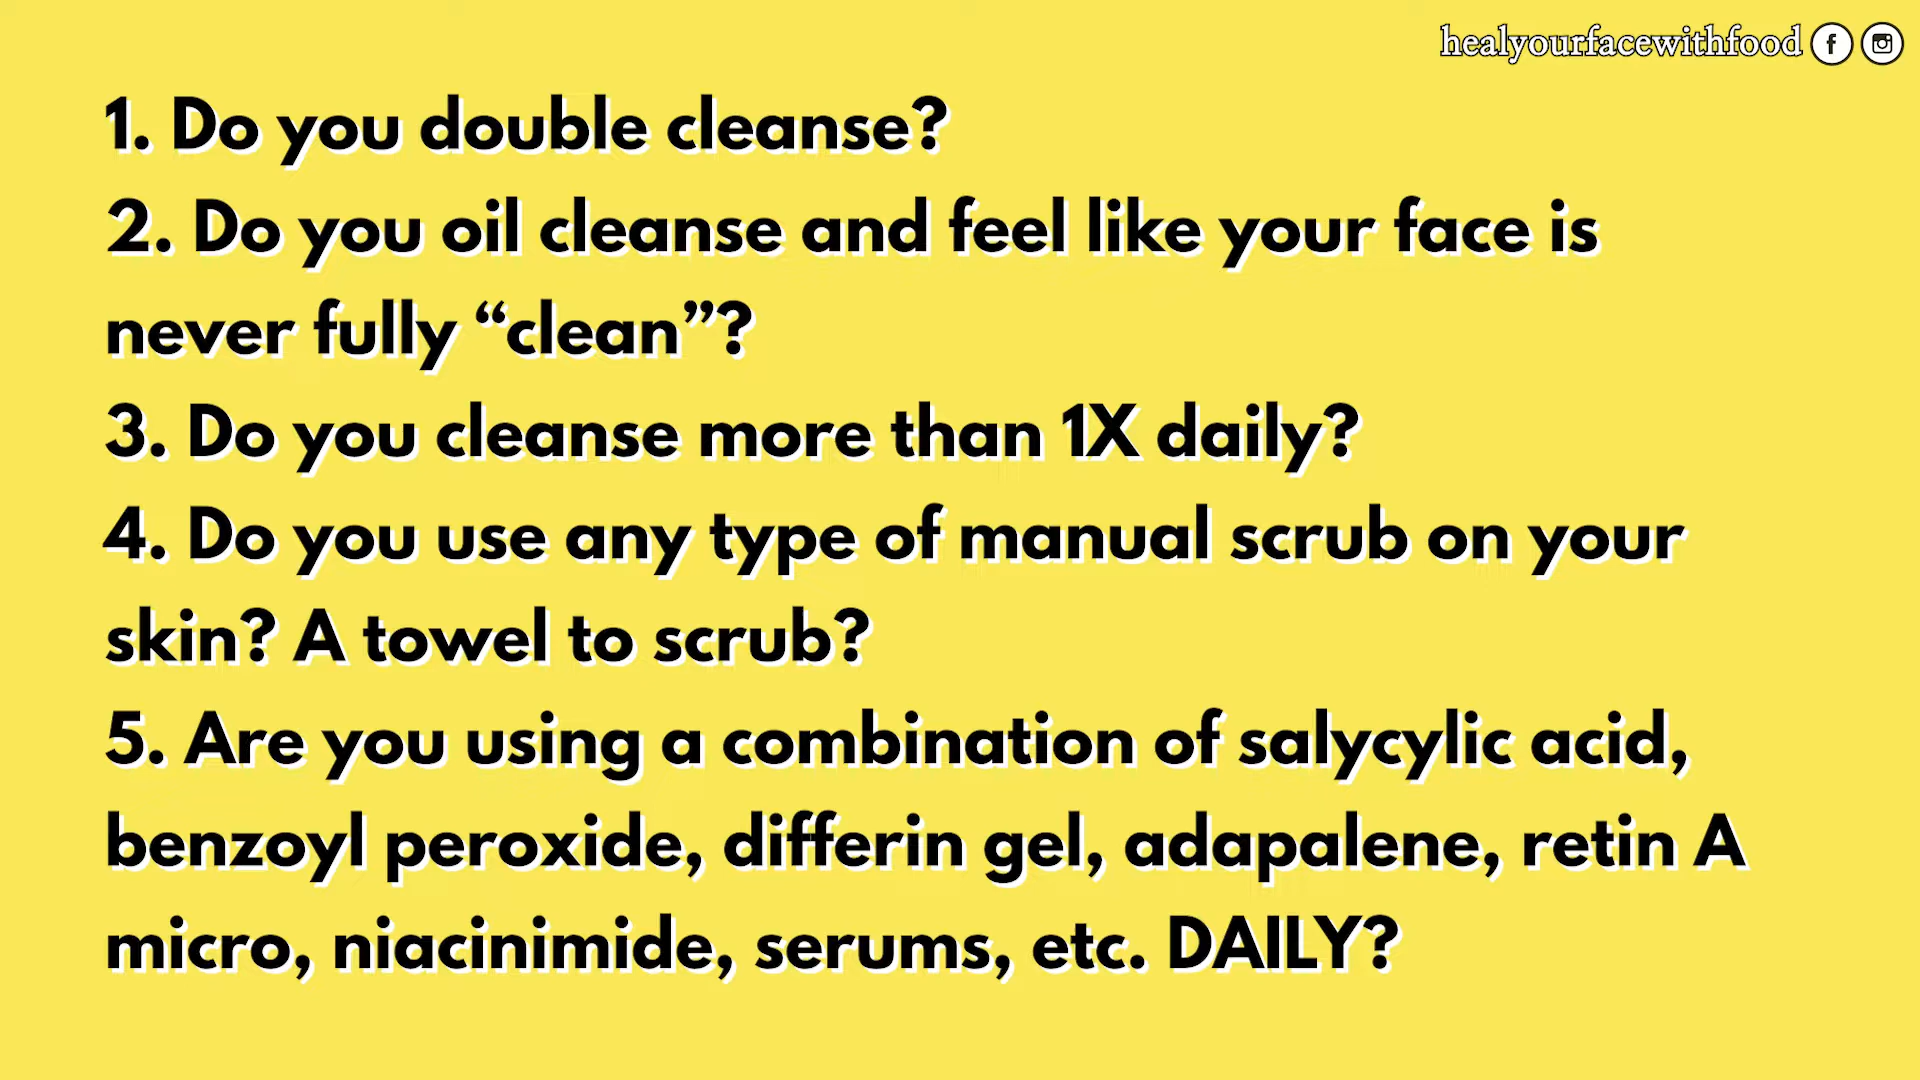 healyourfacewithfood
1. Do you double cleanse?
2. Do you oil cleanse and feel like your face is
never fully “clean”?
3. Do you cleanse more than 1X daily?
4. Do you use any type of manual scrub on your
skin? A towel to scrub?
5. Are you using a combination of salycylic acid,
benzoyl peroxide, differin gel, adapalene, retin A
micro, niacinimide, serums, etc. DAILY?